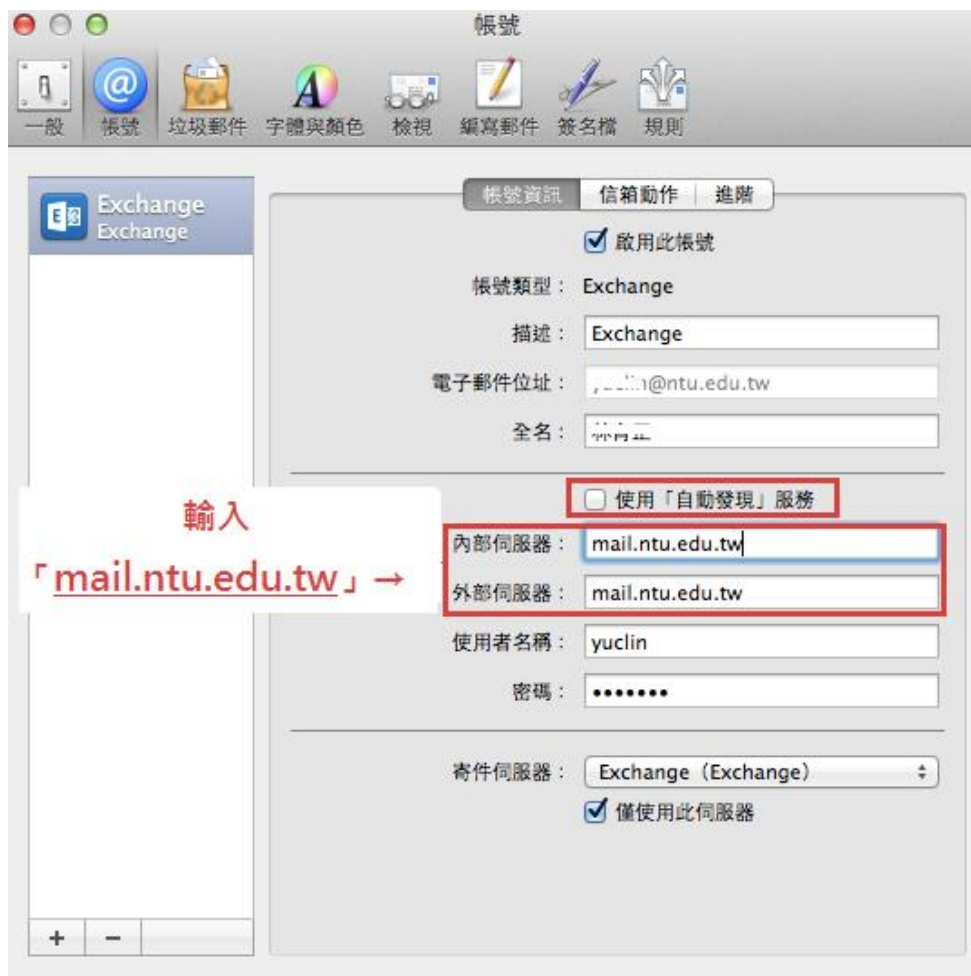 帳號
一般 帳號 垃圾郵件 字體與顏色 檢視 編寫郵件 簽名檔 規則
Exchange
Exchange
帳號資訊 信箱動作 進階
啟用此帳號
帳號類型： Exchange
描述： Exchange
電子郵件位址： @ntu.edu.tw
全名：
使用「自動發現」服務
輸入
「mail.ntu.edu.tw」→
內部伺服器： mail.ntu.edu.tw
外部伺服器： mail.ntu.edu.tw
使用者名稱： yuclin
密碼： •••••••
寄件伺服器： Exchange (Exchange)
僅使用此伺服器
+ −